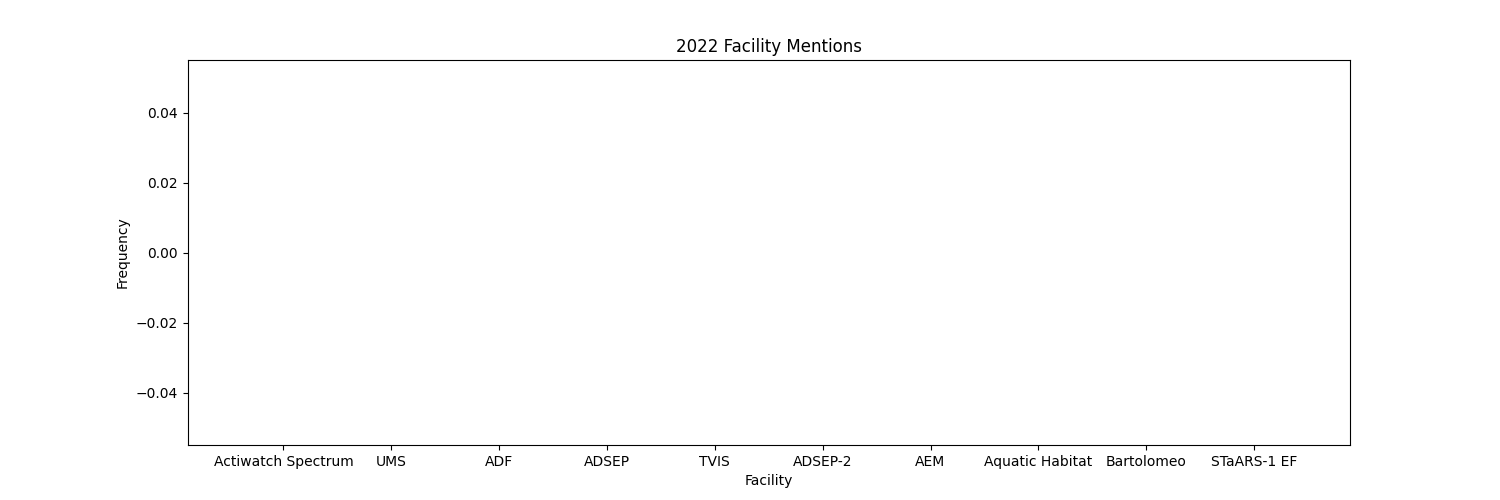 2022 Facility Mentions
0.04
0.02
0.00
−0.02
−0.04
Frequency
Actiwatch Spectrum UMS ADF ADSEP TVIS ADSEP-2 AEM Aquatic Habitat Bartolomeo STaARS-1 EF
Facility